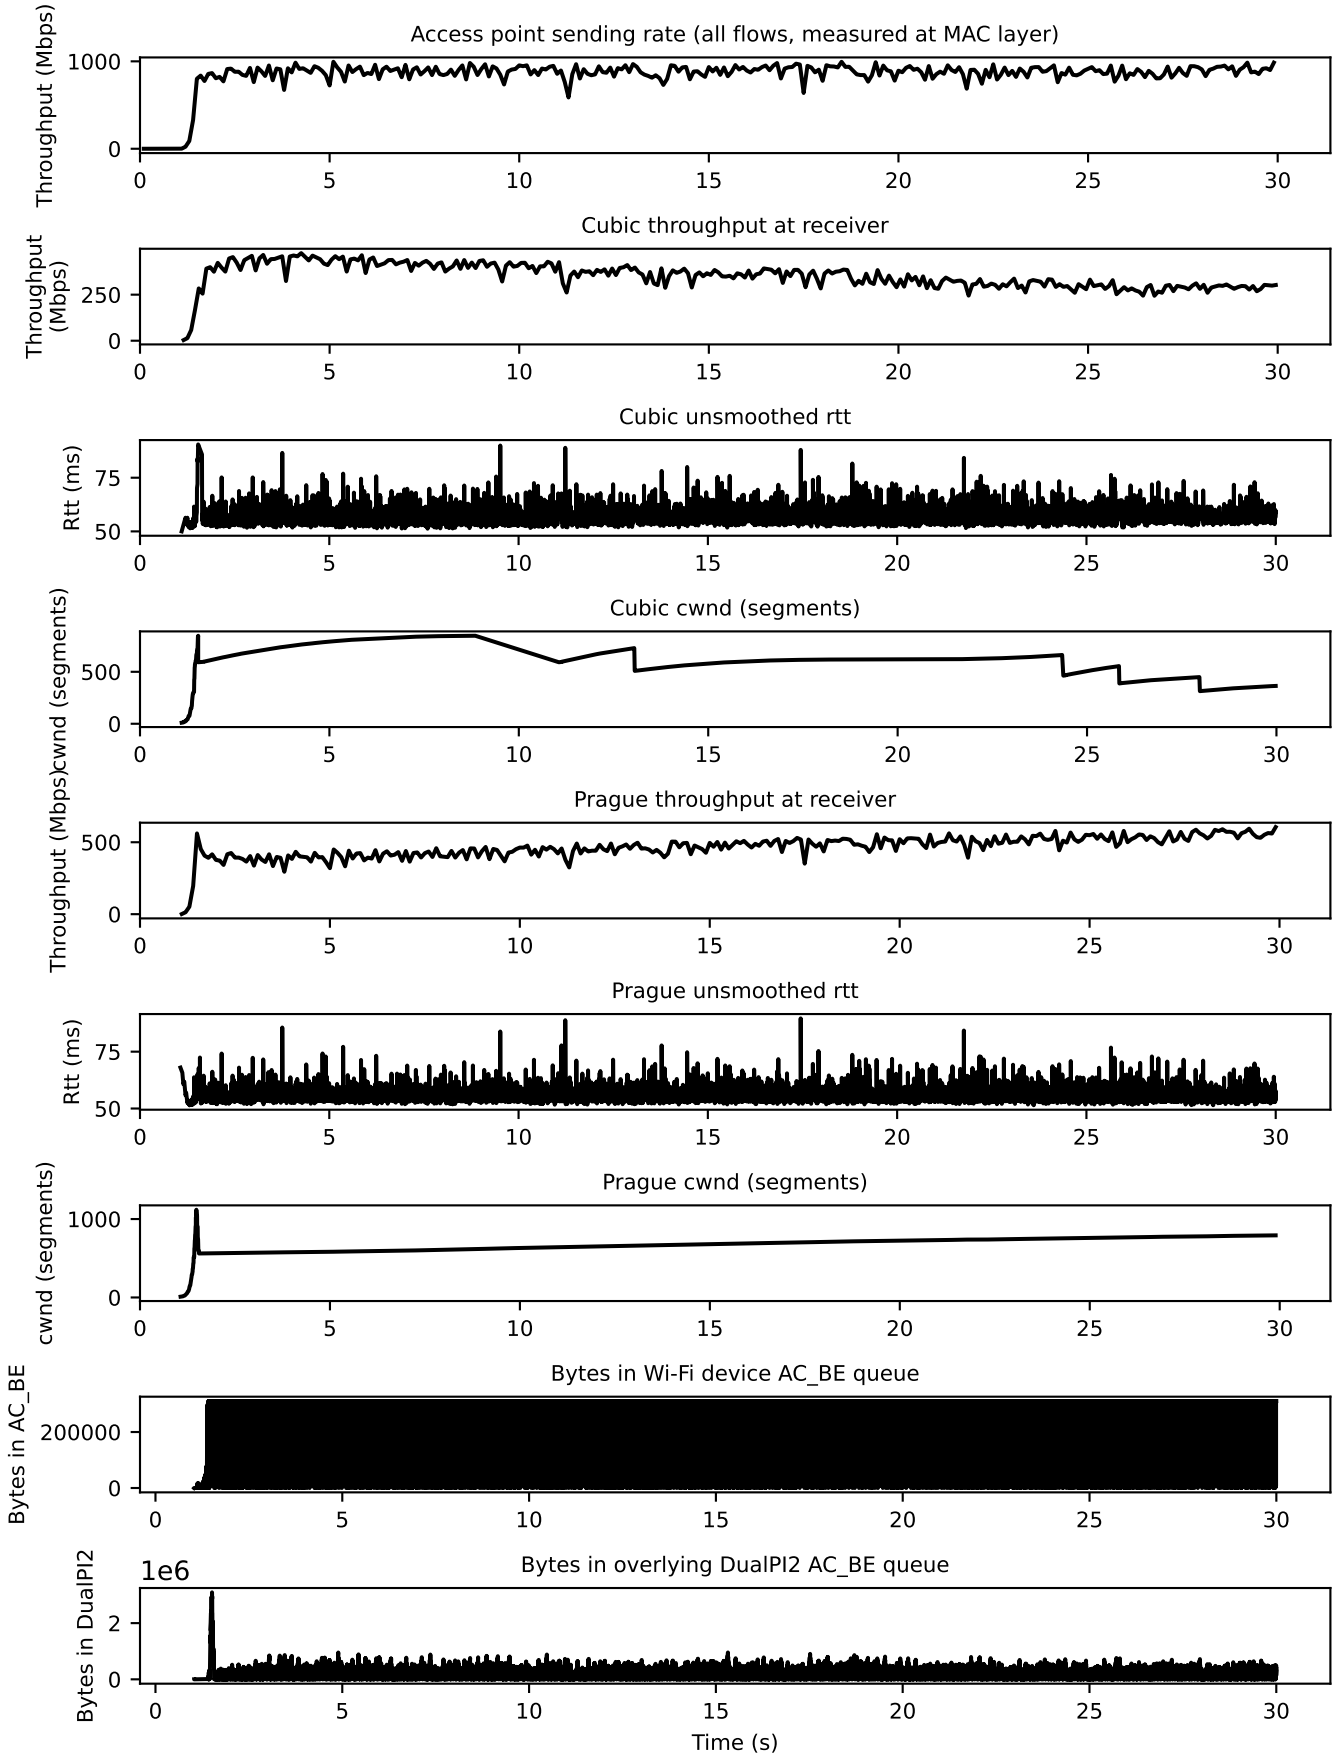 Access point sending rate (all flows, measured at MAC layer)
Throughput (Mbps)
1000
0
0 5 10 15 20 25 30
Cubic throughput at receiver
Throughput
(Mbps)
250
0
0 5 10 15 20 25 30
Cubic unsmoothed rtt
Rtt (ms)
75
50
0 5 10 15 20 25 30
Cubic cwnd (segments)
cwnd (segments)
500
0
0 5 10 15 20 25 30
Prague throughput at receiver
Throughput (Mbps)
500
0
0 5 10 15 20 25 30
Prague unsmoothed rtt
Rtt (ms)
75
50
0 5 10 15 20 25 30
Prague cwnd (segments)
cwnd (segments)
1000
0
0 5 10 15 20 25 30
Bytes in Wi-Fi device AC_BE queue
Bytes in AC_BE
200000
0
0 5 10 15 20 25 30
1e6
Bytes in overlying DualPI2 AC_BE queue
Bytes in DualPI2
2
0
0 5 10 15 20 25 30
Time (s)